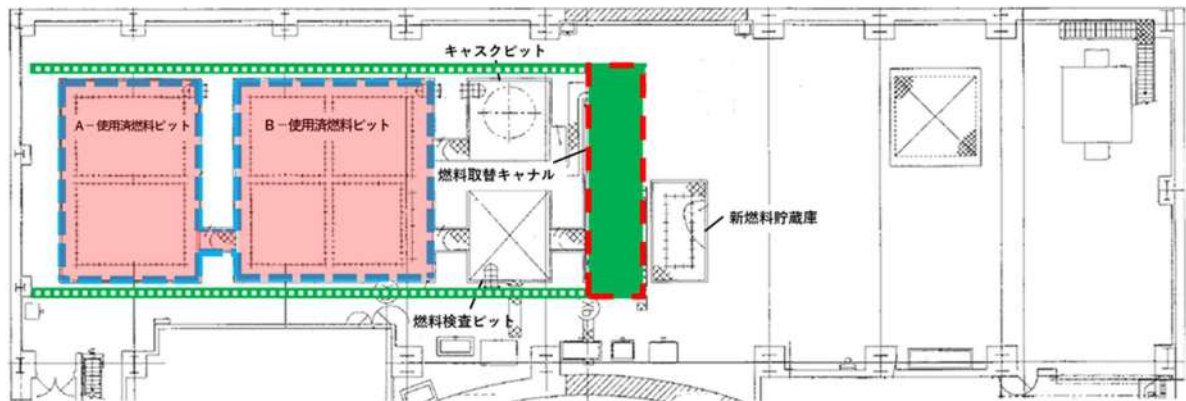 キャスクピット
A－使用済燃料ピット
B－使用済燃料ピット
燃料取替キャナル
新燃料貯蔵庫
燃料検査ピット